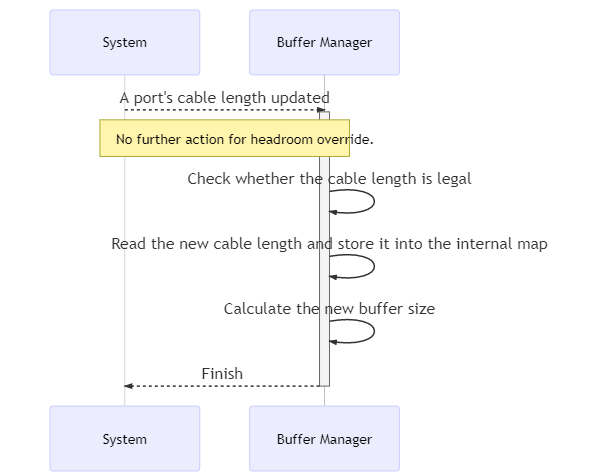 System
Buffer Manager
A port's cable length updated
No further action for headroom override.
Check whether the cable length is legal
Read the new cable length and store it into the internal map
Calculate the new buffer size
Finish
System
Buffer Manager